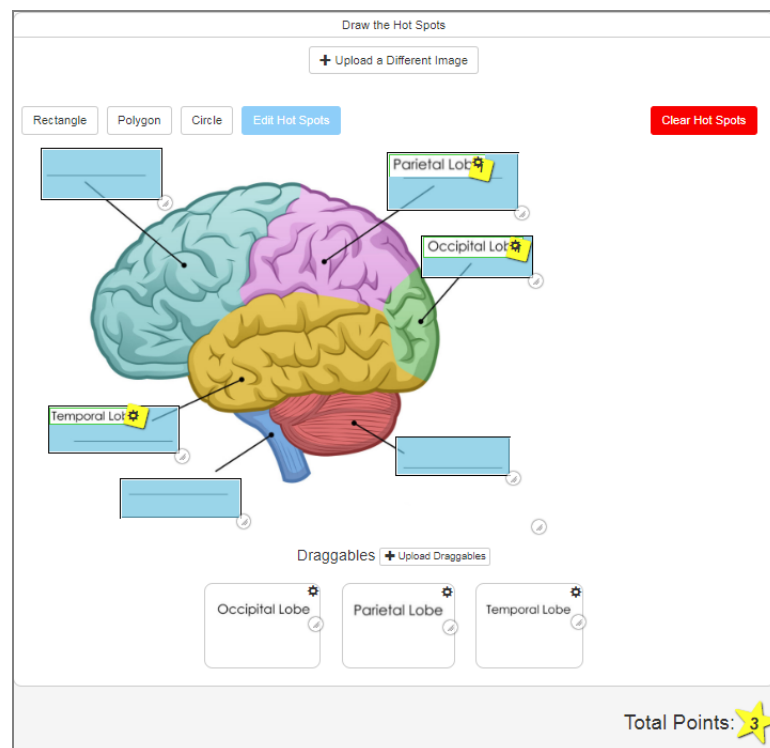 Draw the Hot Spots
+ Upload a Different Image
Rectangle Polygon Circle Edit Hot Spots Clear Hot Spots
Parietal Lob
Occipital Lob
Temporal Lob
Draggables + Upload Draggables
Occipital Lobe Parietal Lobe Temporal Lobe
Total Points: 3